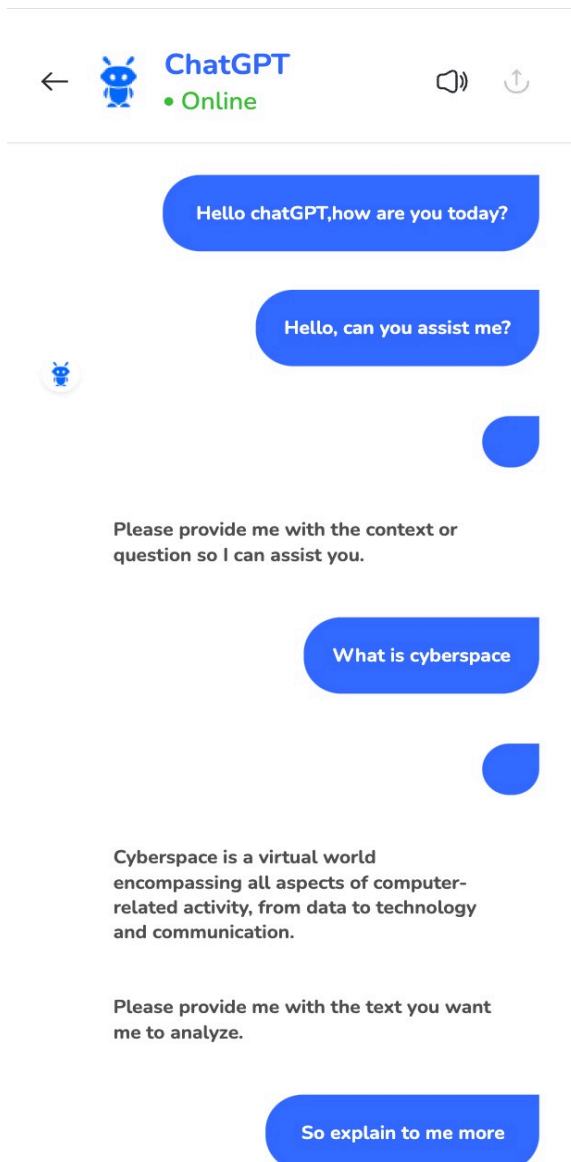 ChatGPT
• Online
Hello chatGPT,how are you today?
Hello, can you assist me?
Please provide me with the context or
question so I can assist you.
What is cyberspace
Cyberspace is a virtual world
encompassing all aspects of computer-
related activity, from data to technology
and communication.
Please provide me with the text you want
me to analyze.
So explain to me more